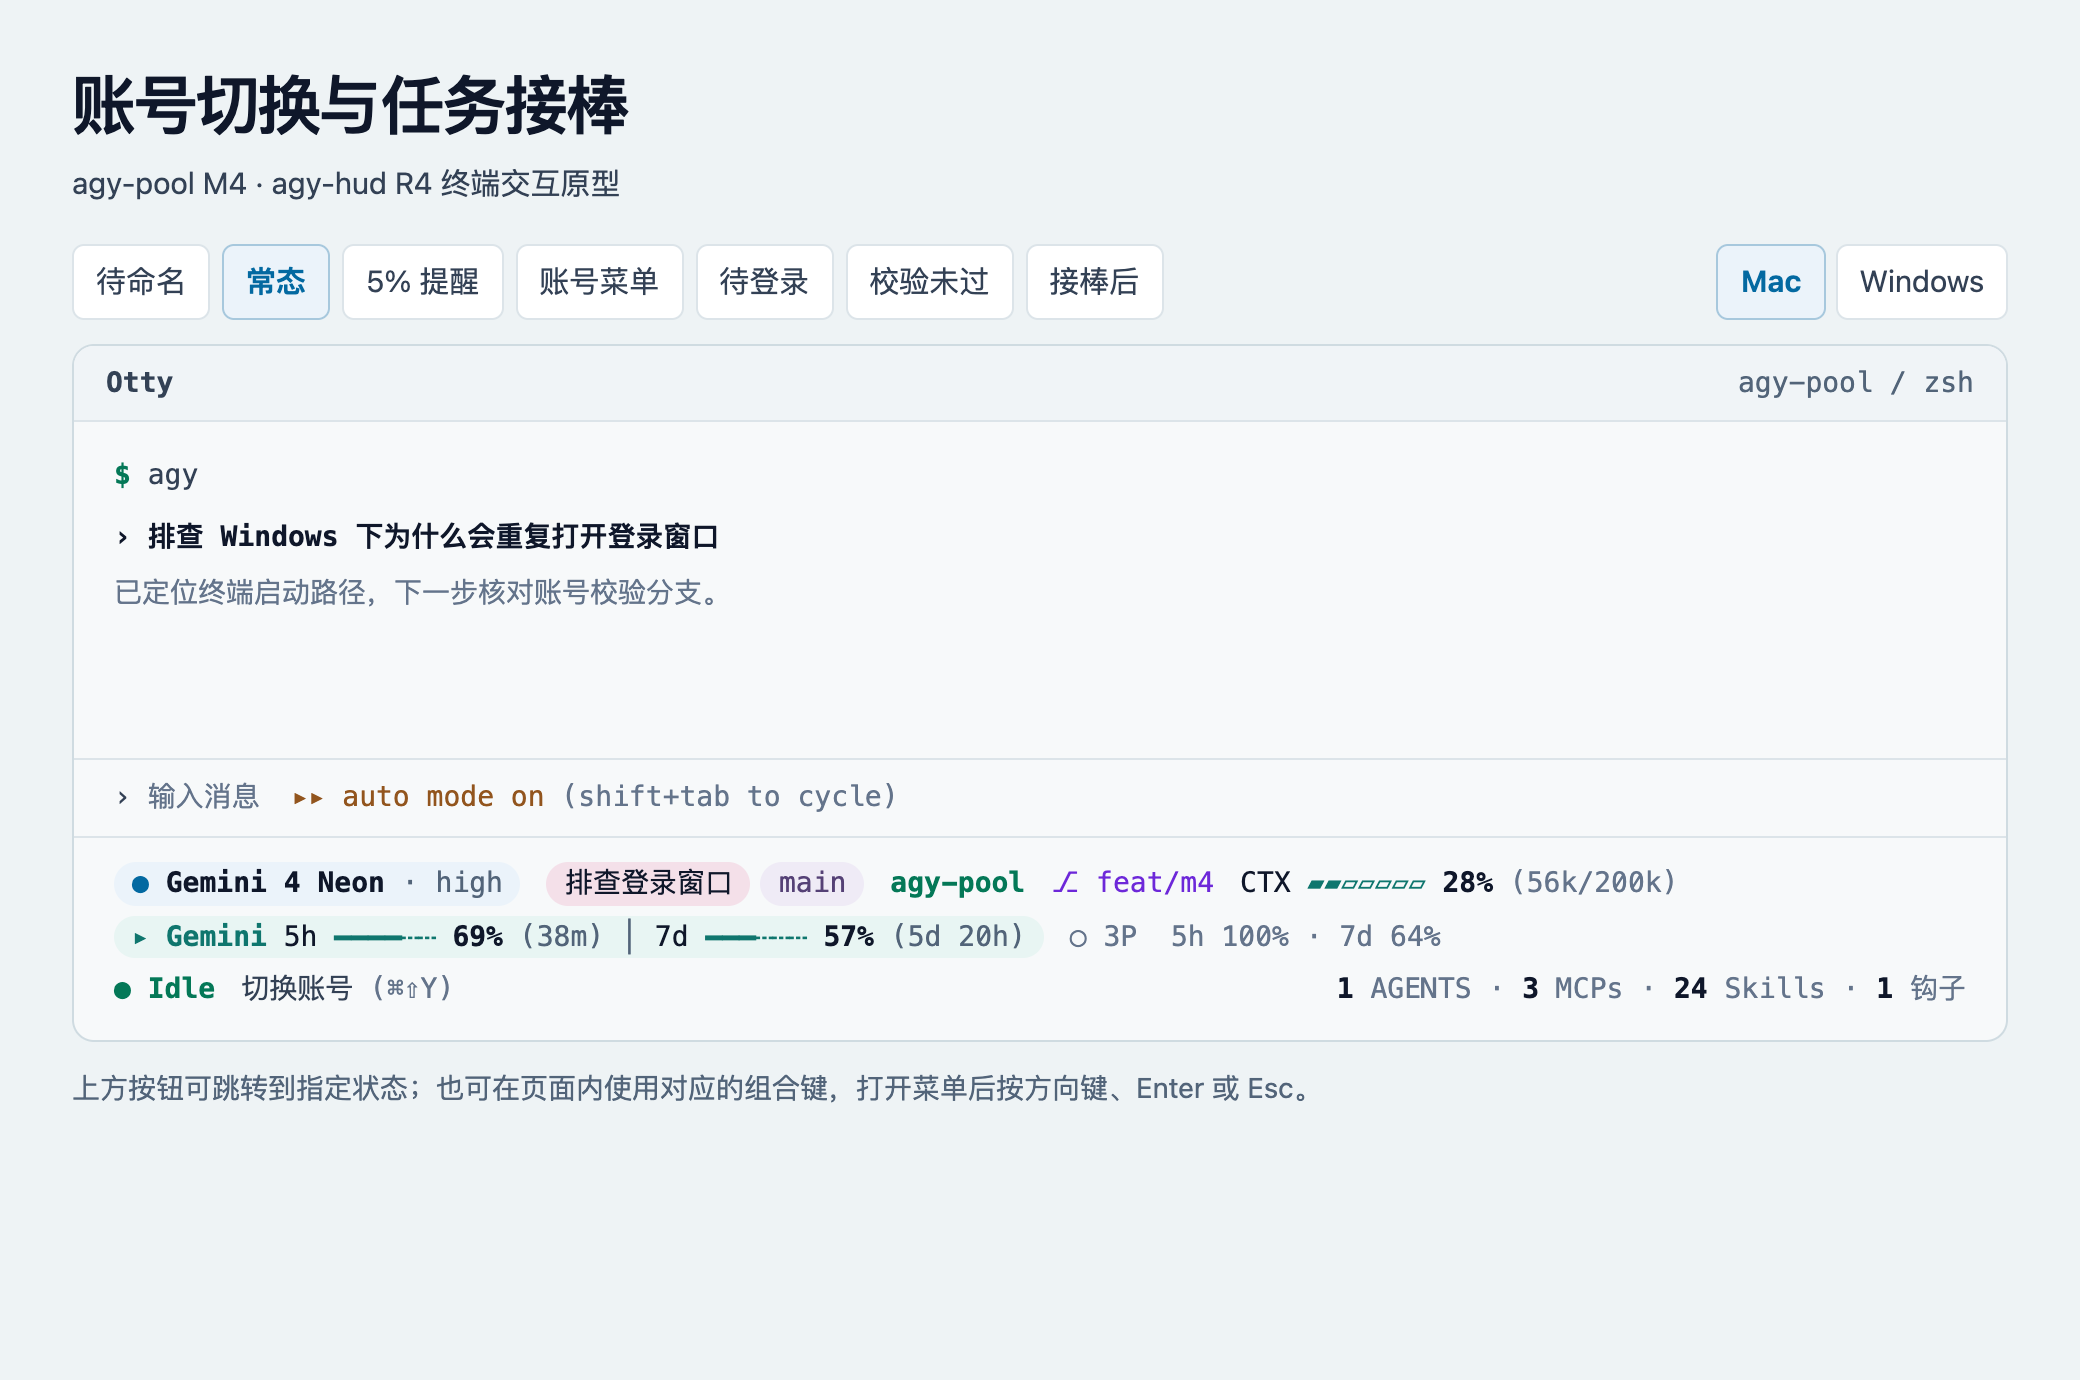 账号切换与任务接棒
agy-pool M4 · agy-hud R4 终端交互原型
待命名 常态 5% 提醒 账号菜单 待登录 校验未过 接棒后 Mac Windows
Otty agy-pool / zsh
$ agy
› 排查 Windows 下为什么会重复打开登录窗口
已定位终端启动路径，下一步核对账号校验分支。
› 输入消息 ▸▸ auto mode on (shift+tab to cycle)
● Gemini 4 Neon · high 排查登录窗口 main agy-pool ⎇ feat/m4 CTX ▰▰▱▱▱▱▱ 28% (56k/200k)
▸ Gemini 5h ━━━━╌╌ 69% (38m) │ 7d ━━━╌╌╌ 57% (5d 20h) ○ 3P 5h 100% · 7d 64%
● Idle 切换账号 (⌘⇧Y) 1 AGENTS · 3 MCPs · 24 Skills · 1 钩子
上方按钮可跳转到指定状态；也可在页面内使用对应的组合键，打开菜单后按方向键、Enter 或 Esc。